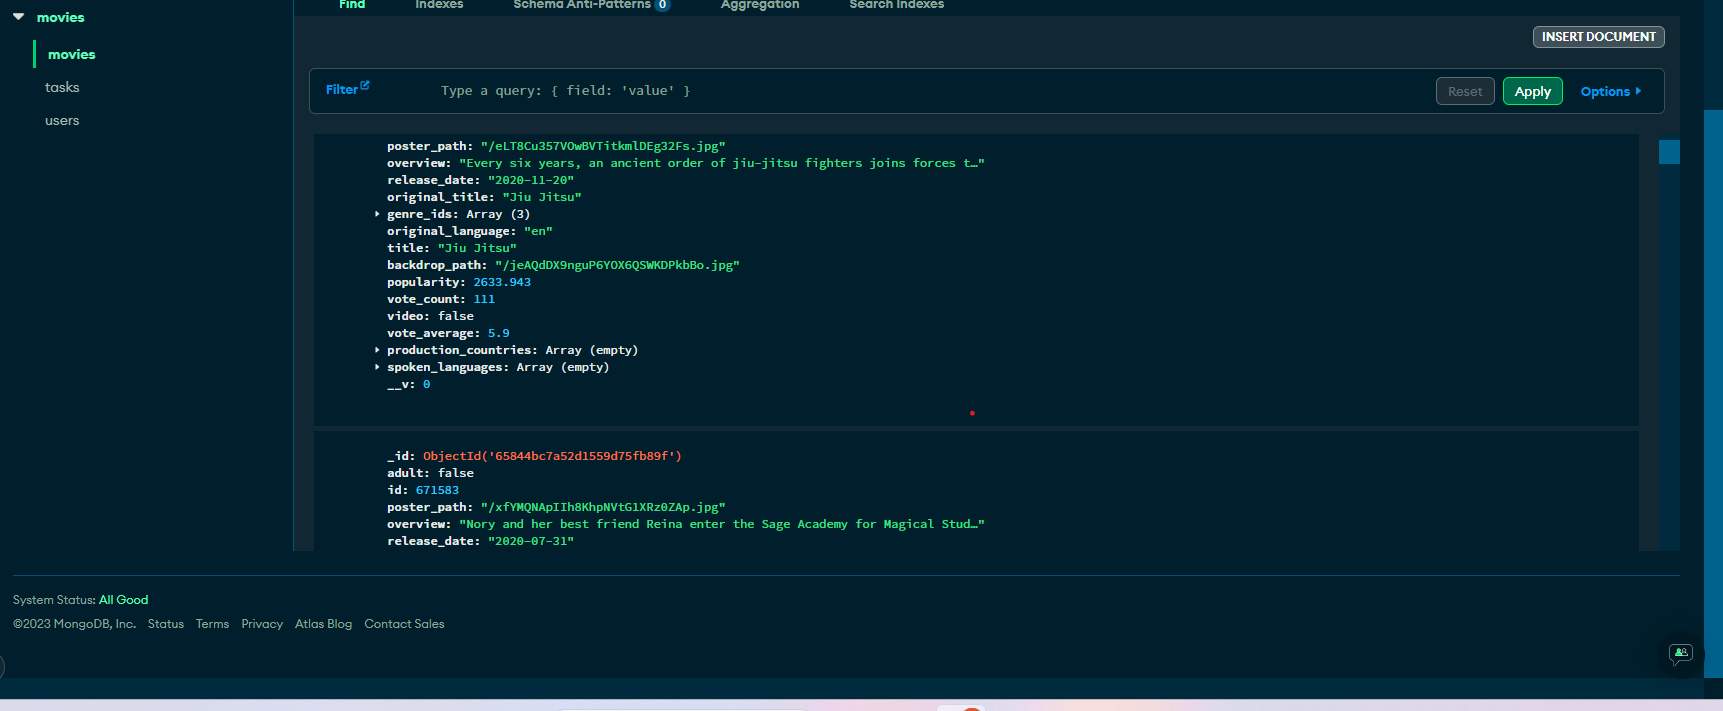 movies
movies
tasks
users
Find Indexes Schema Anti-Patterns 0 Aggregation Search Indexes
INSERT DOCUMENT
Filter Type a query: { field: 'value' } Reset Apply Options
poster_path: "/eLT8Cu357VOwBVTitkmlDEg32Fs.jpg"
overview: "Every six years, an ancient order of jiu-jitsu fighters joins forces t…"
release_date: "2020-11-20"
original_title: "Jiu Jitsu"
genre_ids: Array (3)
original_language: "en"
title: "Jiu Jitsu"
backdrop_path: "/jeAQdDX9nguP6YOX6QSWKDPkbBo.jpg"
popularity: 2633.943
vote_count: 111
video: false
vote_average: 5.9
production_countries: Array (empty)
spoken_languages: Array (empty)
__v: 0
_id: ObjectId('65844bc7a52d1559d75fb89f')
adult: false
id: 671583
poster_path: "/xfYMQNApIIh8KhpNVtG1XRz0ZAp.jpg"
overview: "Nory and her best friend Reina enter the Sage Academy for Magical Stud…"
release_date: "2020-07-31"
System Status: All Good
©2023 MongoDB, Inc. Status Terms Privacy Atlas Blog Contact Sales